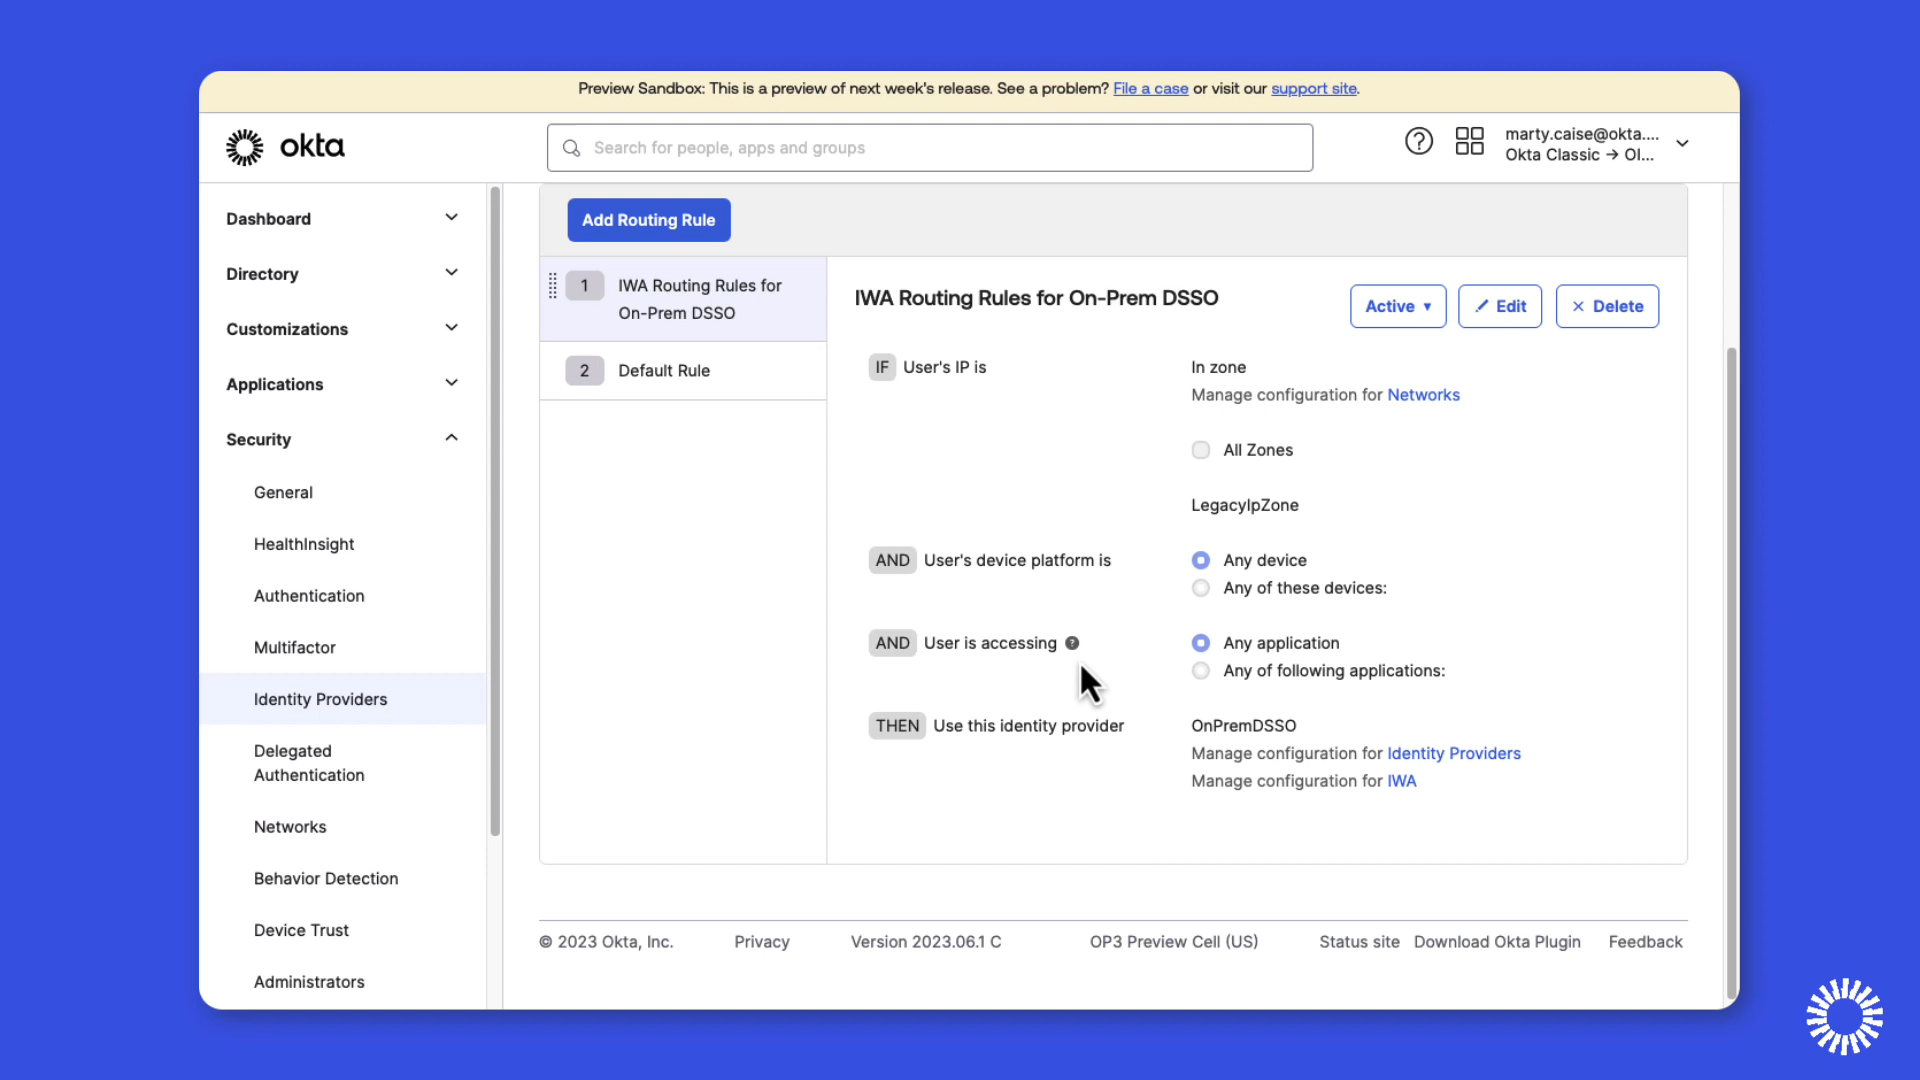 Preview Sandbox: This is a preview of next week's release. See a problem? File a case or visit our support site.
okta
Search for people, apps and groups
marty.caise@okta....
Okta Classic → OI...
Dashboard
Directory
Customizations
Applications
Security
General
HealthInsight
Authentication
Multifactor
Identity Providers
Delegated
Authentication
Networks
Behavior Detection
Device Trust
Administrators
Add Routing Rule
1 IWA Routing Rules for
On-Prem DSSO
2 Default Rule
IWA Routing Rules for On-Prem DSSO
Active ▾ Edit × Delete
IF User's IP is In zone
Manage configuration for Networks
All Zones
LegacyIpZone
AND User's device platform is Any device
Any of these devices:
AND User is accessing ? Any application
Any of following applications:
THEN Use this identity provider OnPremDSSO
Manage configuration for Identity Providers
Manage configuration for IWA
© 2023 Okta, Inc. Privacy Version 2023.06.1 C OP3 Preview Cell (US) Status site Download Okta Plugin Feedback